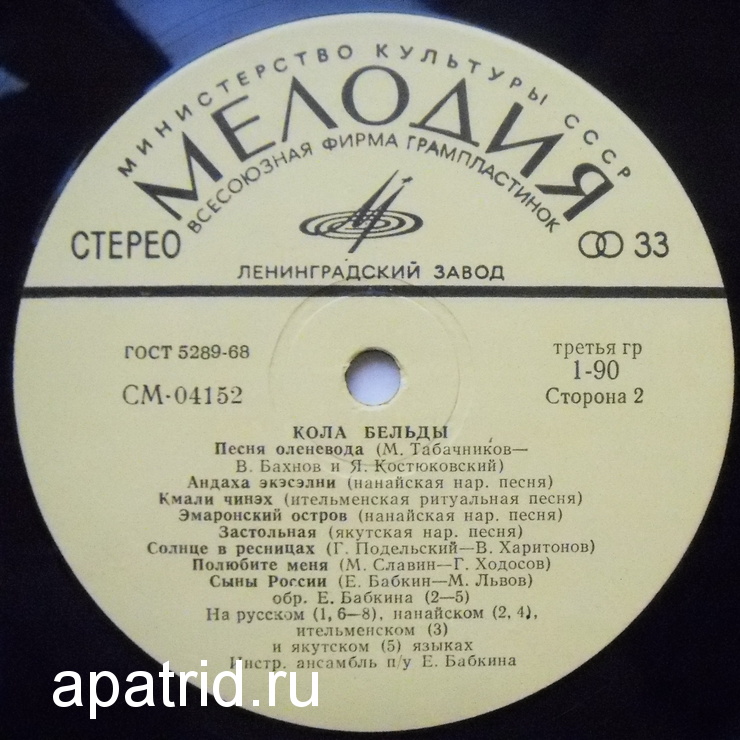 МИНИСТЕРСТВО КУЛЬТУРЫ СССР
МЕЛОДИЯ
ВСЕСОЮЗНАЯ ФИРМА ГРАМПЛАСТИНОК
СТЕРЕО 33
ЛЕНИНГРАДСКИЙ ЗАВОД
ГОСТ 5289-68 третья гр
1-90
СМ-04152 Сторона 2
КОЛА БЕЛЬДЫ
Песня оленевода (М. Табачников—
В. Бахнов и Я. Костюковский)
Андаха экэсэлни (нанайская нар. песня)
Кмали чинэх (ительменская ритуальная песня)
Эмаронский остров (нанайская нар. песня)
Застольная (якутская нар. песня)
Солнце в ресницах (Г. Подельский—В. Харитонов)
Полюбите меня (М. Славин—Г. Ходосов)
Сыны России (Е. Бабкин—М. Львов)
обр. Е. Бабкина (2—5)
На русском (1, 6—8), нанайском (2, 4),
ительменском (3)
и якутском (5) языках
Инстр. ансамбль п/у Е. Бабкина
apatrid.ru